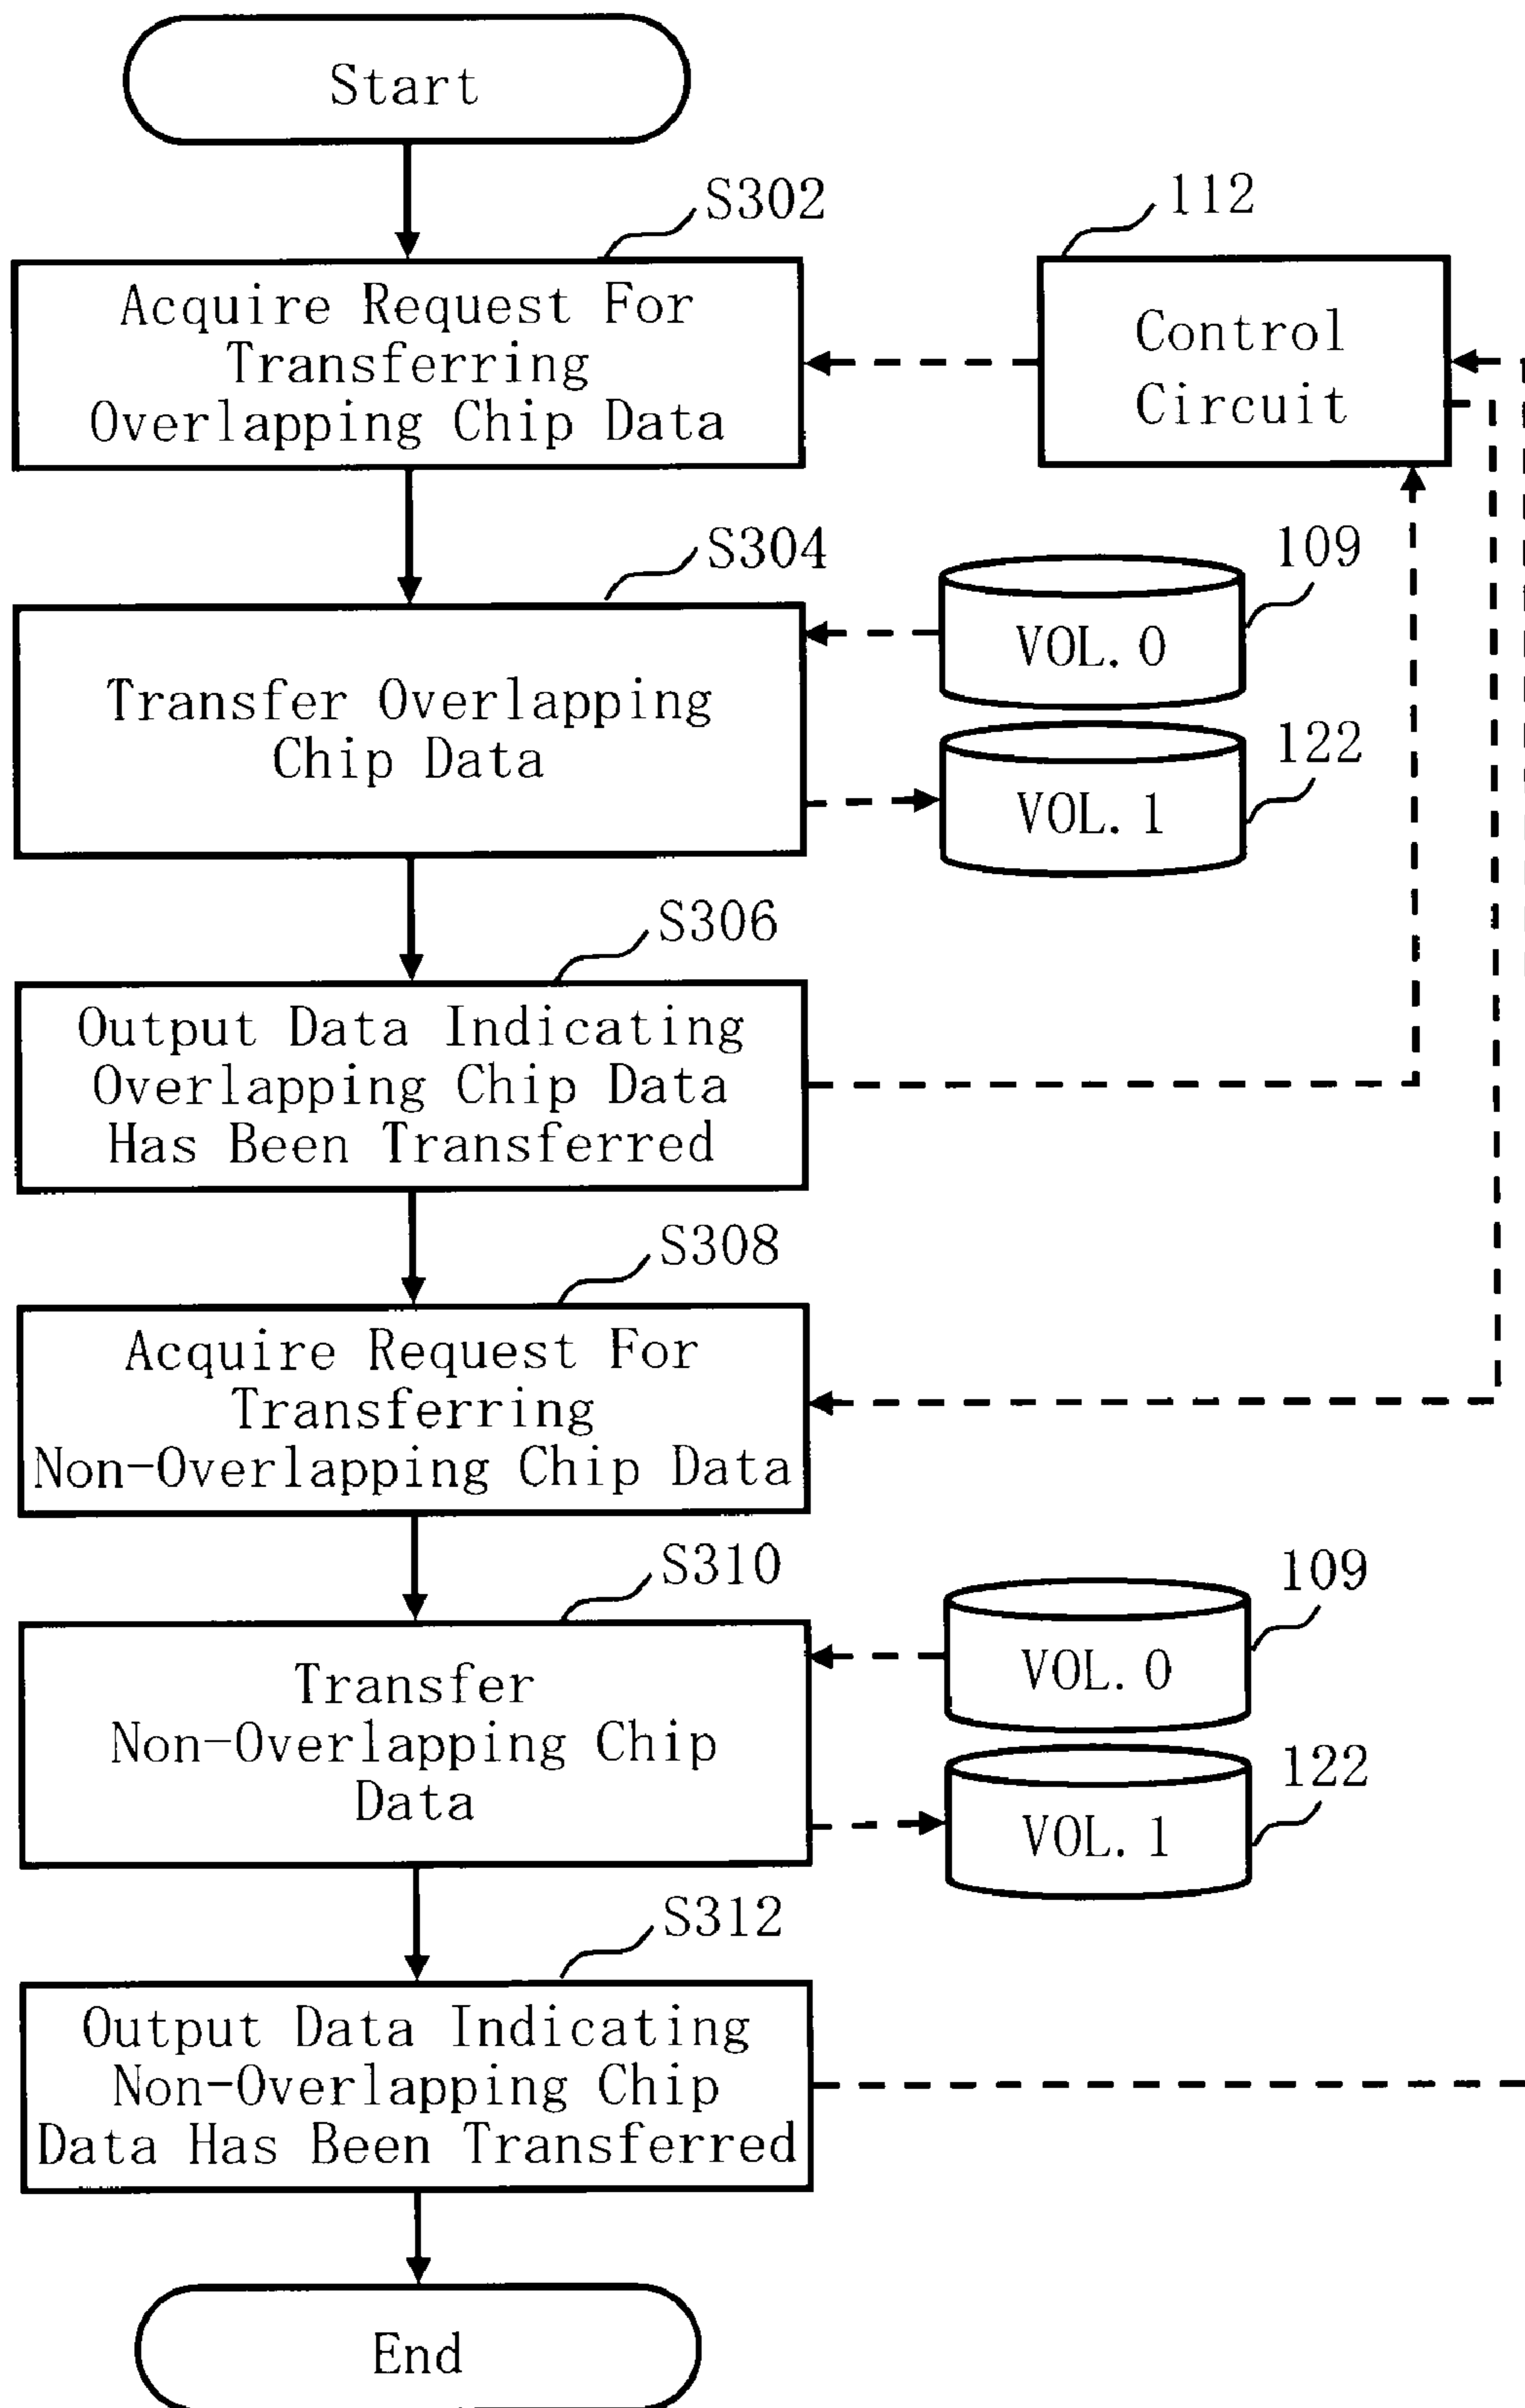 Start
S302
112
Acquire Request For
Transferring
Overlapping Chip Data
Control
Circuit
S304
109
VOL. 0
Transfer Overlapping
Chip Data
122
VOL. 1
S306
Output Data Indicating
Overlapping Chip Data
Has Been Transferred
S308
Acquire Request For
Transferring
Non-Overlapping Chip Data
S310
109
VOL. 0
Transfer
Non-Overlapping Chip
Data
122
VOL. 1
S312
Output Data Indicating
Non-Overlapping Chip
Data Has Been Transferred
End